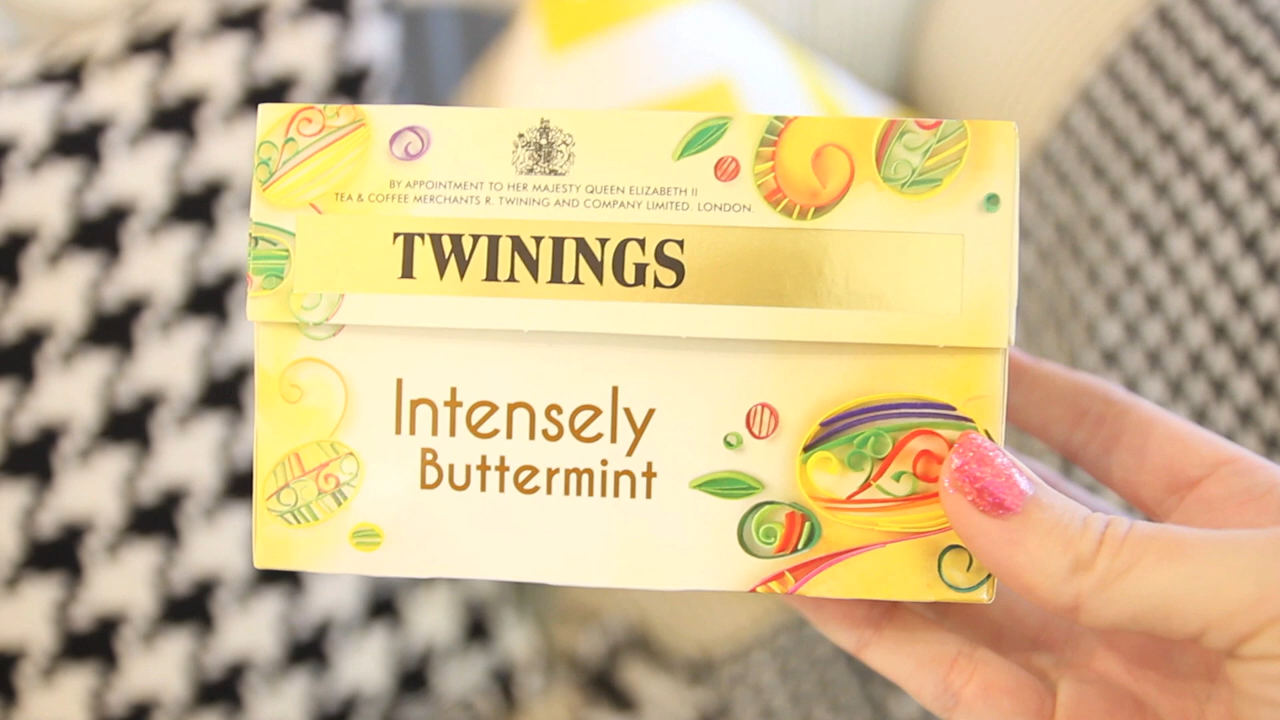 BY APPOINTMENT TO HER MAJESTY QUEEN ELIZABETH II
TEA & COFFEE MERCHANTS R. TWINING AND COMPANY LIMITED. LONDON.
TWININGS
Intensely
Buttermint